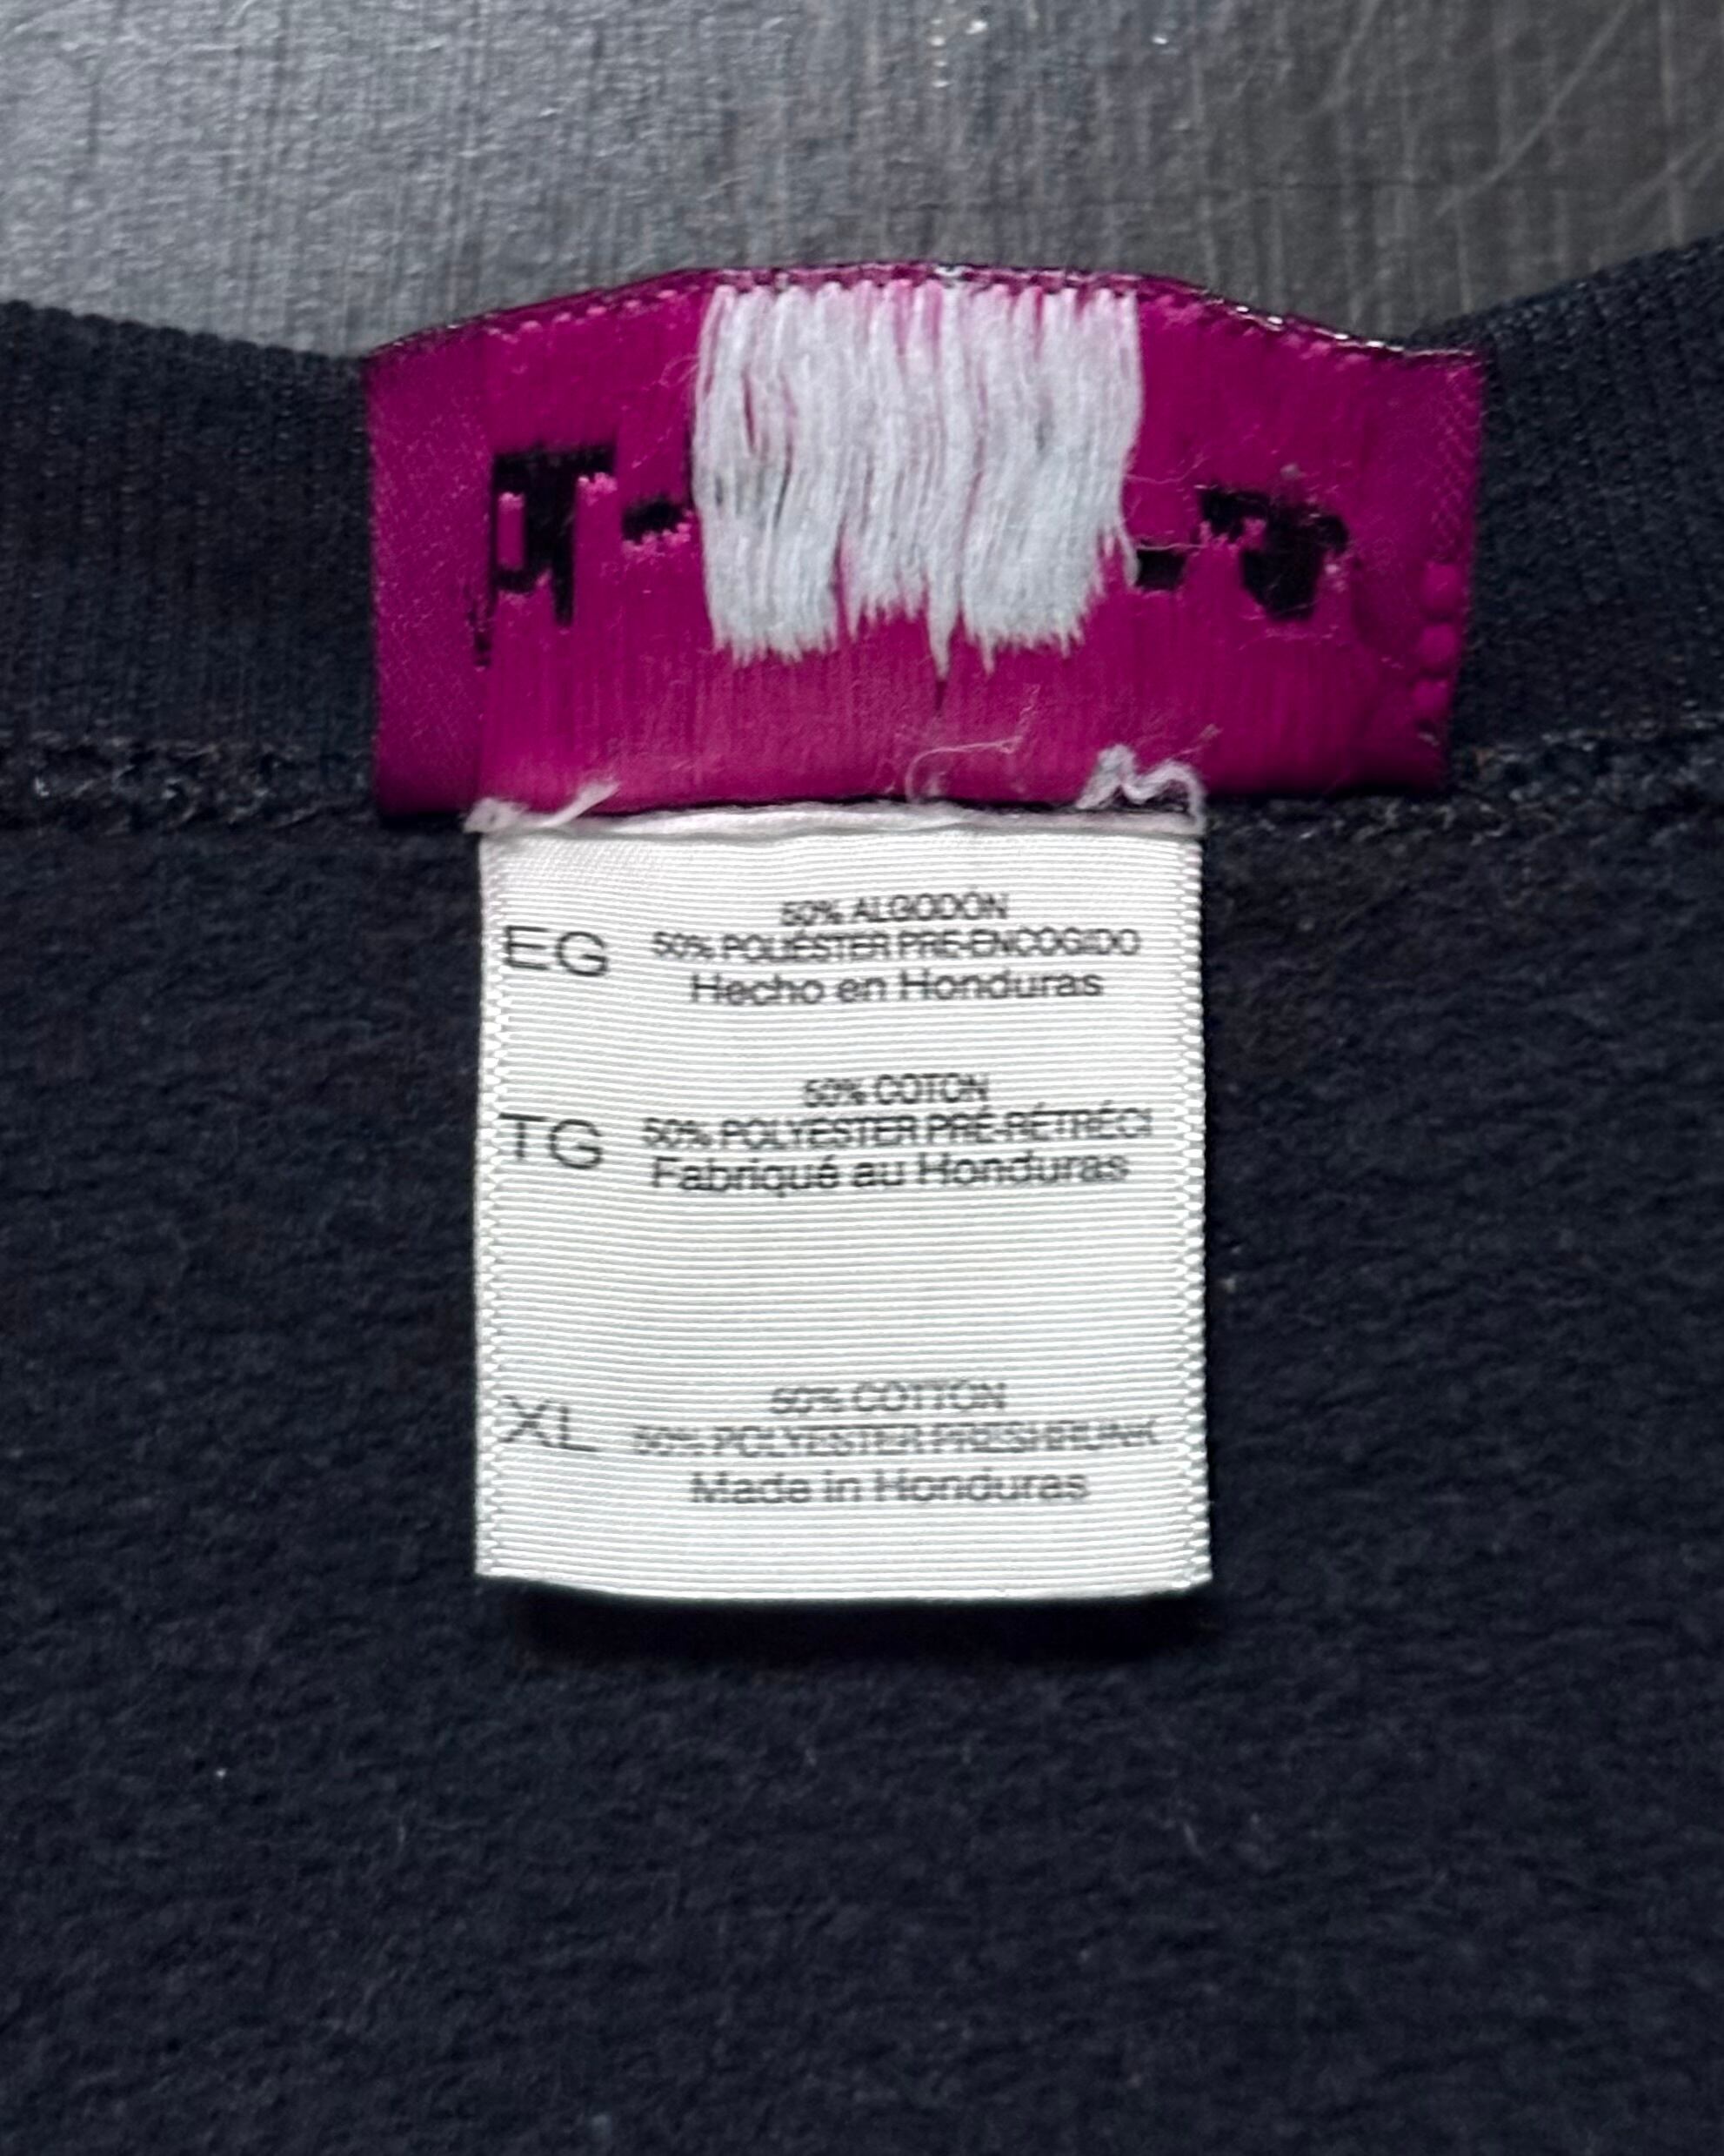 EG
50% ALGODÓN
50% POLIÉSTER PRE-ENCOGIDO
Hecho en Honduras
TG
50% COTON
50% POLYESTER PRÉ-RÉTRÉCI
Fabriqué au Honduras
XL
50% COTTON
50% POLYESTER PRESHRUNK
Made in Honduras